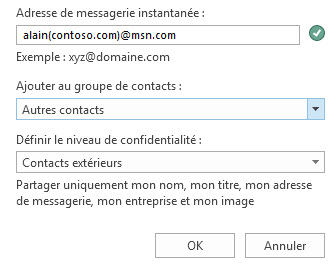 Adresse de messagerie instantanée :
alain(contoso.com)@msn.com
Exemple : xyz@domaine.com
Ajouter au groupe de contacts :
Autres contacts
Définir le niveau de confidentialité :
Contacts extérieurs
Partager uniquement mon nom, mon titre, mon adresse
de messagerie, mon entreprise et mon image
OK Annuler